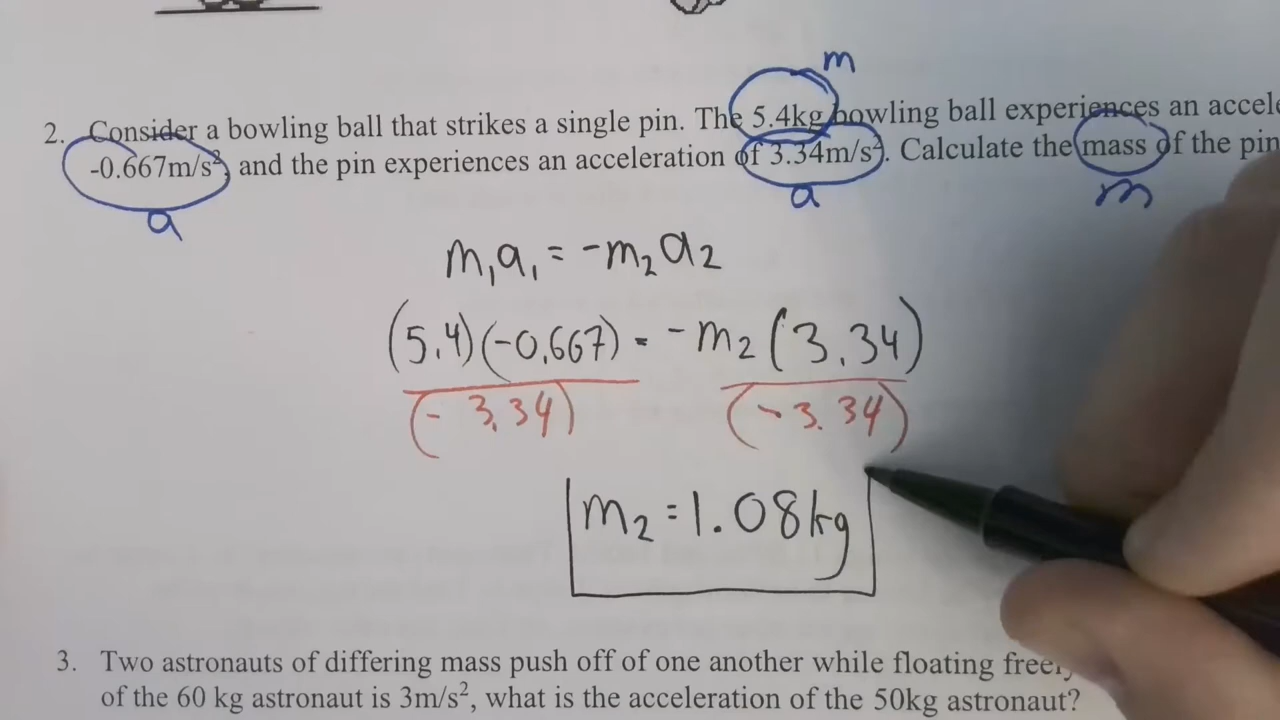 m
2. Consider a bowling ball that strikes a single pin. The 5.4kg bowling ball experiences an accel
-0.667m/s², and the pin experiences an acceleration of 3.34m/s². Calculate the mass of the pin
a a m
m₁a₁ = -m₂a₂
(5.4)(-0.667) = -m₂(3.34)
(-3.34) (-3.34)
m₂ = 1.08kg
3. Two astronauts of differing mass push off of one another while floating freely
of the 60 kg astronaut is 3m/s², what is the acceleration of the 50kg astronaut?